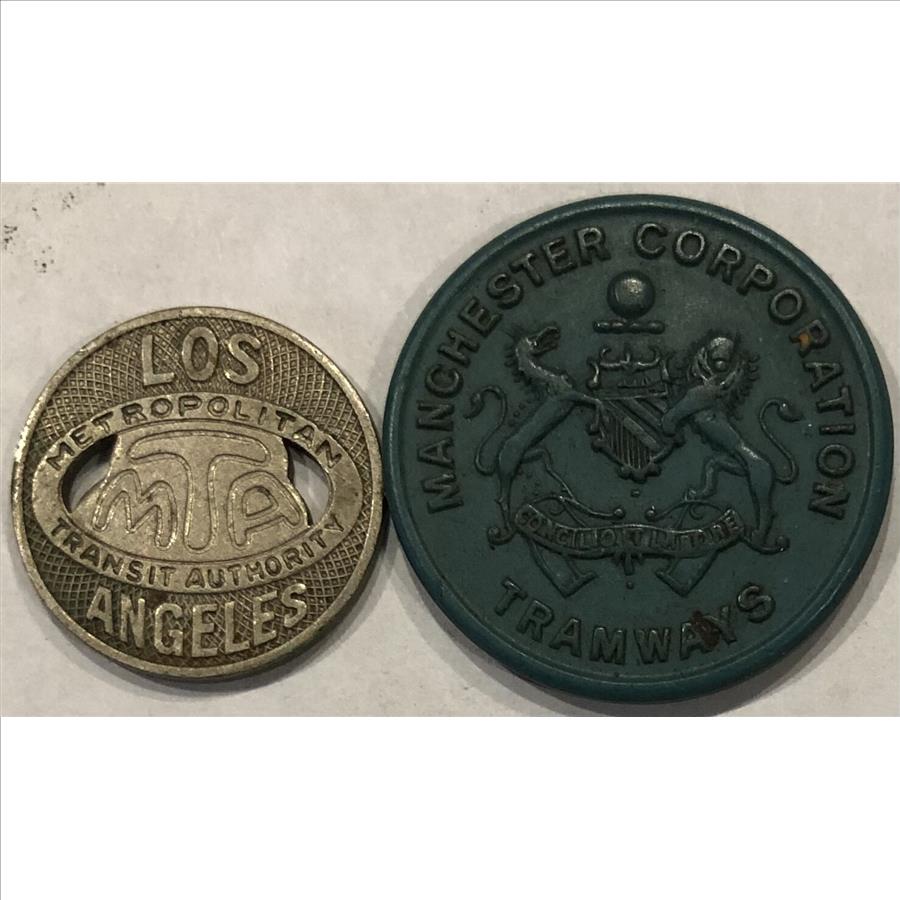 LOS
METROPOLITAN
MTA
TRANSIT AUTHORITY
ANGELES
MANCHESTER CORPORATION
CONCILIO ET LABORE
TRAMWAYS